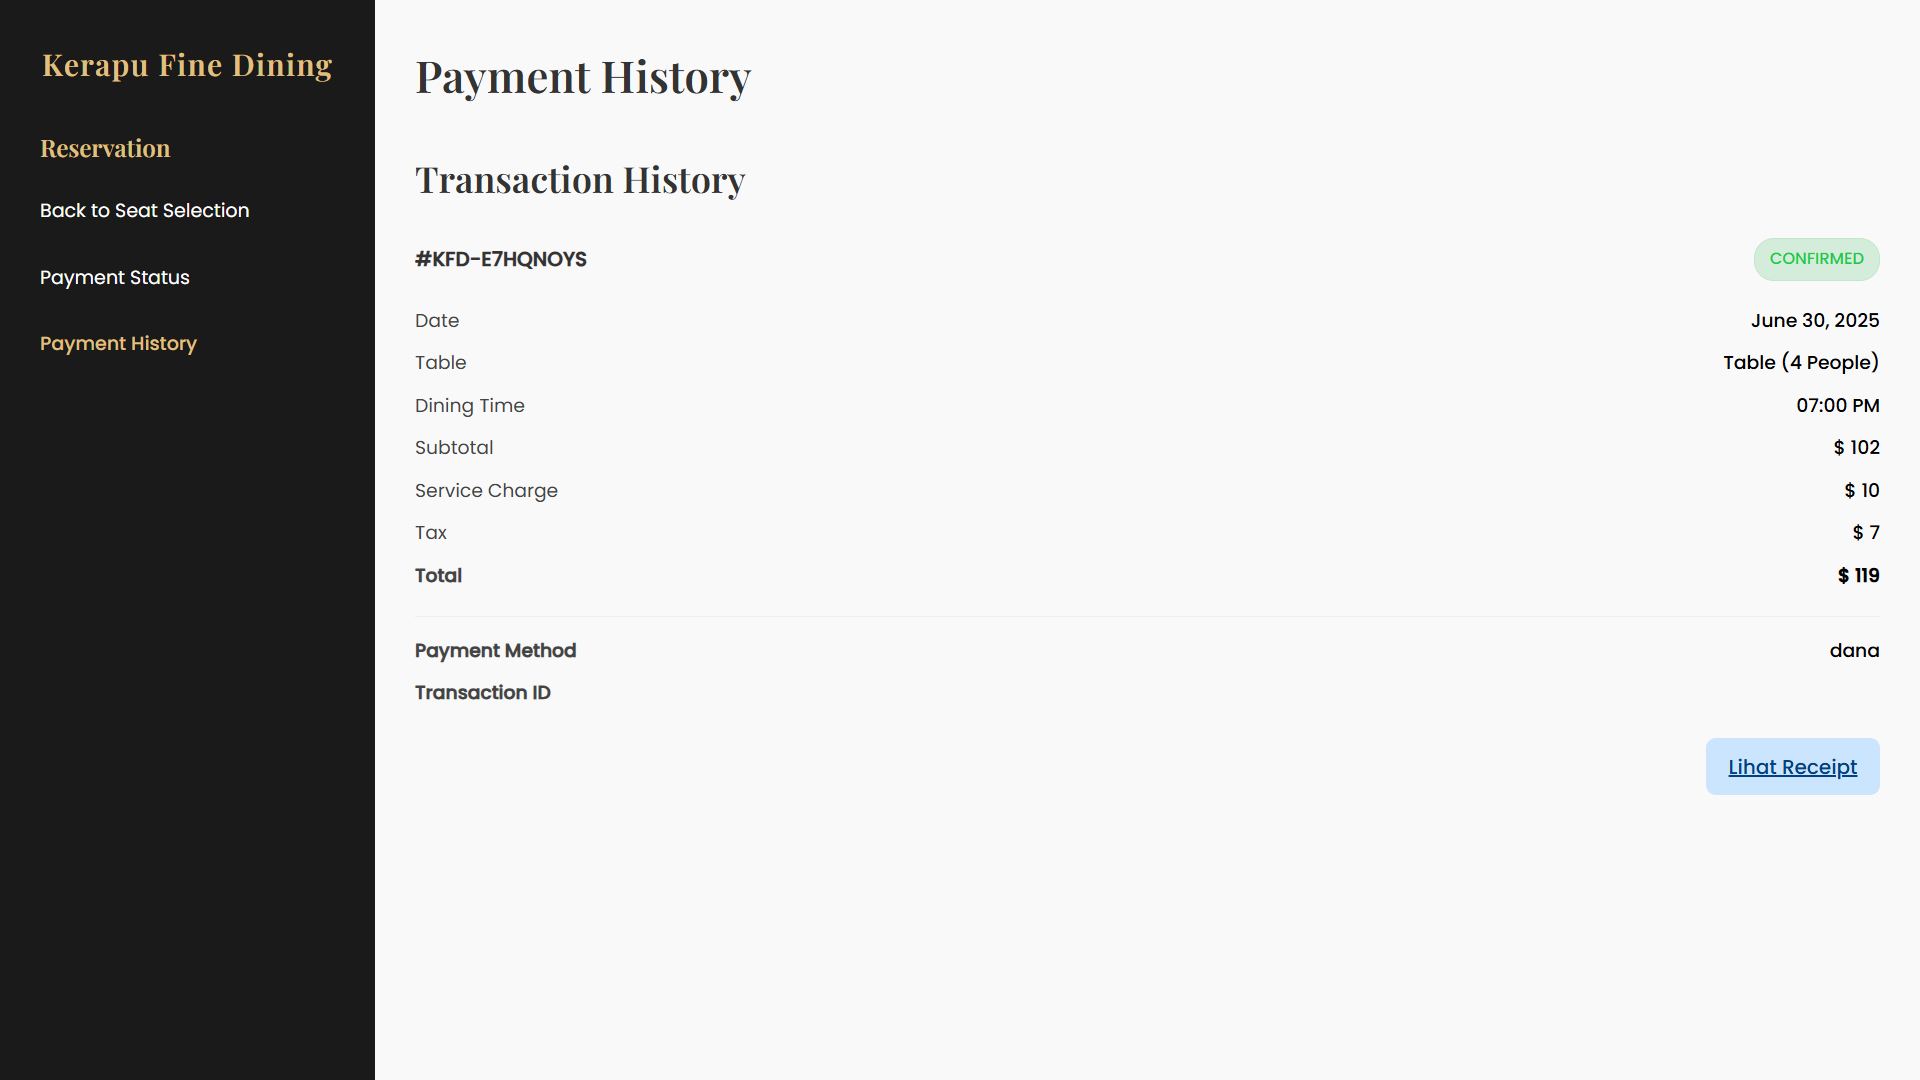 Kerapu Fine Dining
Reservation
Back to Seat Selection
Payment Status
Payment History
Payment History
Transaction History
#KFD-E7HQNOYS CONFIRMED
Date June 30, 2025
Table Table (4 People)
Dining Time 07:00 PM
Subtotal $ 102
Service Charge $ 10
Tax $ 7
Total $ 119
Payment Method dana
Transaction ID
Lihat Receipt